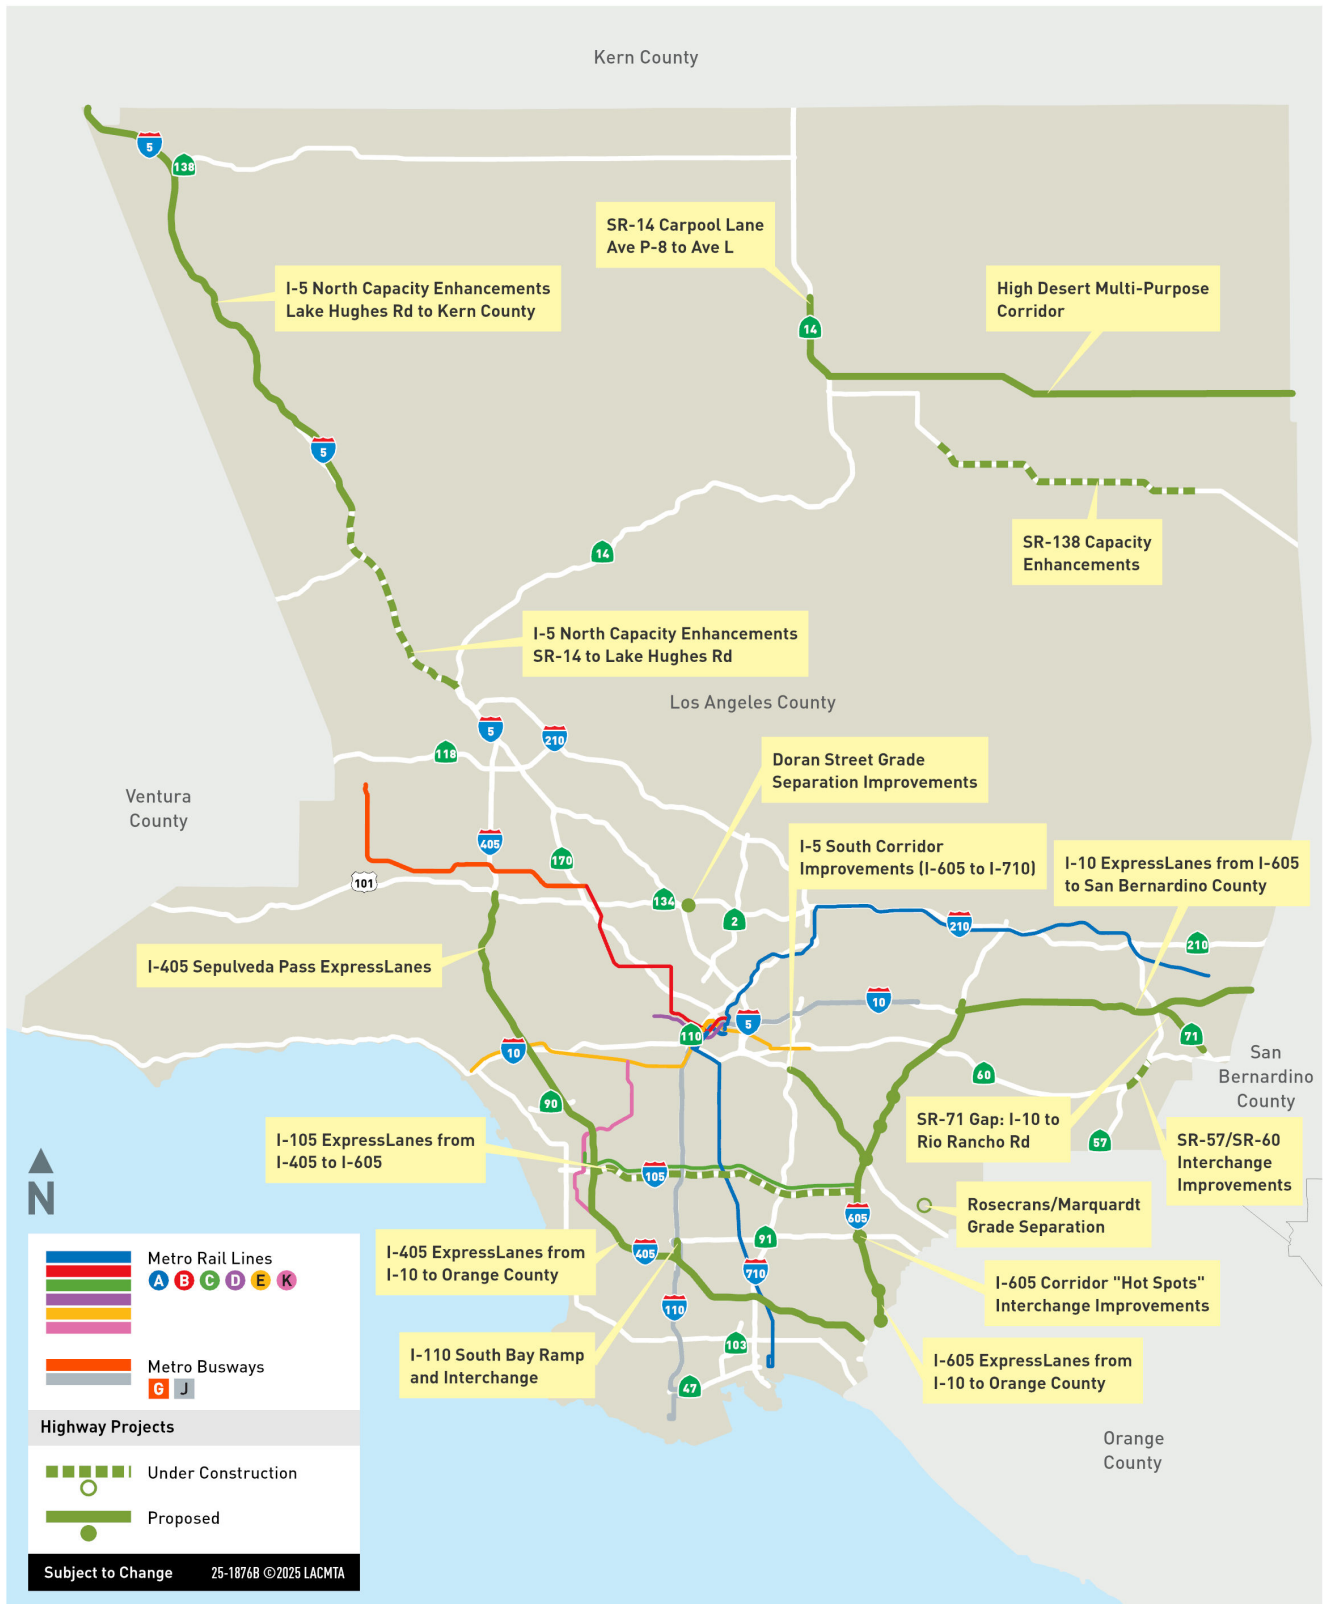 Kern County
5
138
SR-14 Carpool Lane
Ave P-8 to Ave L
I-5 North Capacity Enhancements
Lake Hughes Rd to Kern County
High Desert Multi-Purpose
Corridor
14
5
SR-138 Capacity
Enhancements
14
I-5 North Capacity Enhancements
SR-14 to Lake Hughes Rd
Los Angeles County
5
210
118
Doran Street Grade
Separation Improvements
Ventura
County
405
170
I-5 South Corridor
Improvements (I-605 to I-710)
I-10 ExpressLanes from I-605
to San Bernardino County
101
134
2
210
210
I-405 Sepulveda Pass ExpressLanes
10
5
110
71
10
60
San
Bernardino
County
90
SR-71 Gap: I-10 to
Rio Rancho Rd
57
SR-57/SR-60
Interchange
Improvements
I-105 ExpressLanes from
I-405 to I-605
105
N
Rosecrans/Marquardt
Grade Separation
605
91
I-405 ExpressLanes from
I-10 to Orange County
405
710
I-605 Corridor "Hot Spots"
Interchange Improvements
110
103
I-110 South Bay Ramp
and Interchange
I-605 ExpressLanes from
I-10 to Orange County
47
Orange
County
Metro Rail Lines
A B C D E K
Metro Busways
G J
Highway Projects
Under Construction
Proposed
Subject to Change 25-1876B ©2025 LACMTA